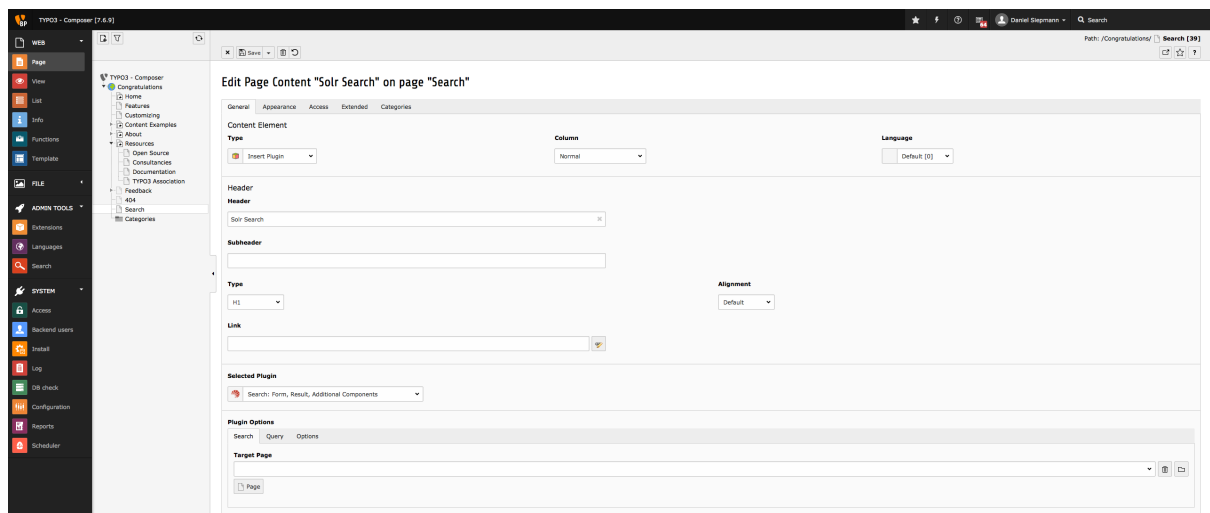 TYPO3 - Composer [7.6.9]
64
Daniel Siepmann
Search
WEB
Page
View
List
Info
Functions
Template
FILE
ADMIN TOOLS
Extensions
Languages
Search
SYSTEM
Access
Backend users
Install
Log
DB check
Configuration
Reports
Scheduler
TYPO3 - Composer
Congratulations
Home
Features
Customizing
Content Examples
About
Resources
Open Source
Consultancies
Documentation
TYPO3 Association
Feedback
404
Search
Categories
Path: /Congratulations/ Search [39]
Save
Edit Page Content "Solr Search" on page "Search"
General Appearance Access Extended Categories
Content Element
Type Column Language
Insert Plugin Normal Default [0]
Header
Header
Solr Search
Subheader
Type Alignment
H1 Default
Link
Selected Plugin
Search: Form, Result, Additional Components
Plugin Options
Search Query Options
Target Page
Page